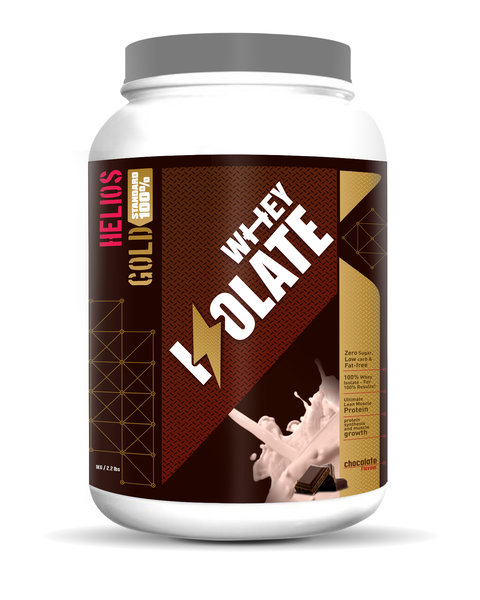 HELIOS
GOLD
STANDARD
100%
WHEY
ISOLATE
Zero Sugar,
Low carb &
Fat-free
100% Whey
Isolate - For
100% Results!
Ultimate
Lean Muscle
Protein
protein
synthesis
and muscle
growth
chocolate
Flavour
1KG / 2.2 lbs